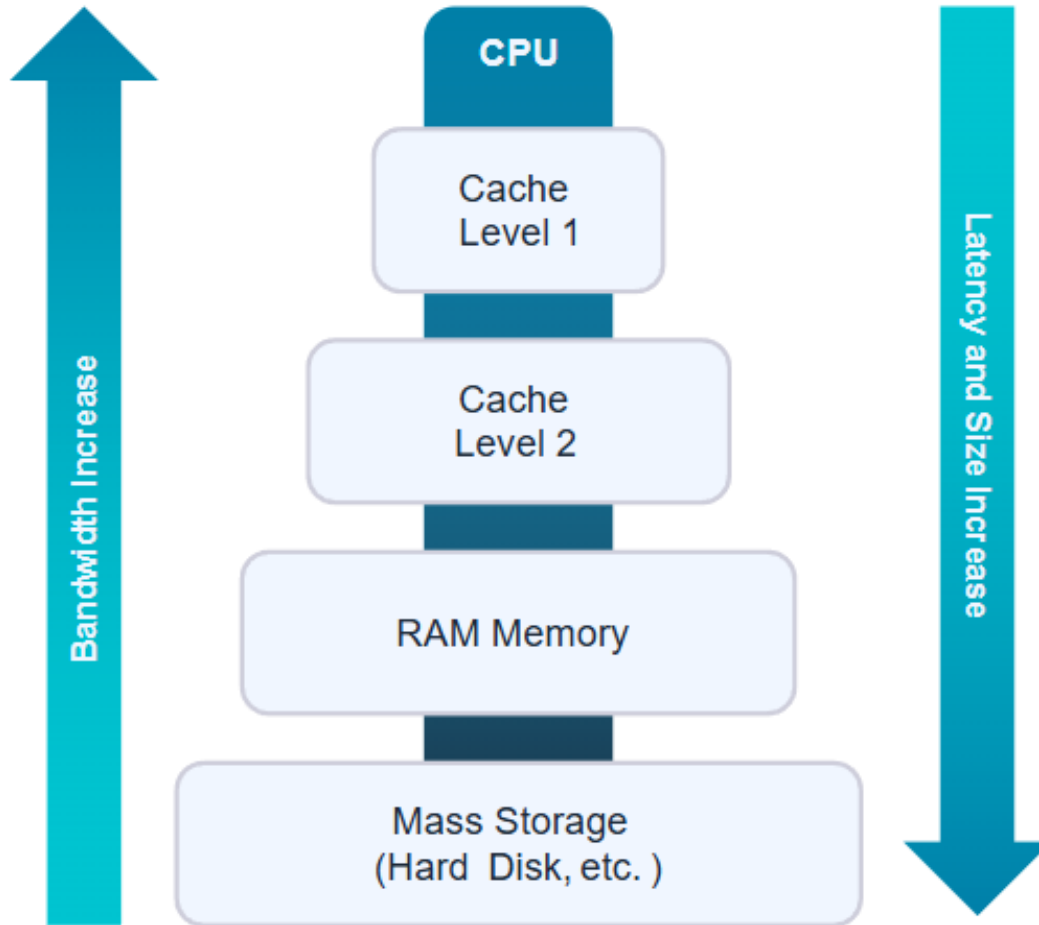 CPU
Cache
Level 1
Cache
Level 2
RAM Memory
Mass Storage
(Hard Disk, etc. )
Bandwidth Increase
Latency and Size Increase